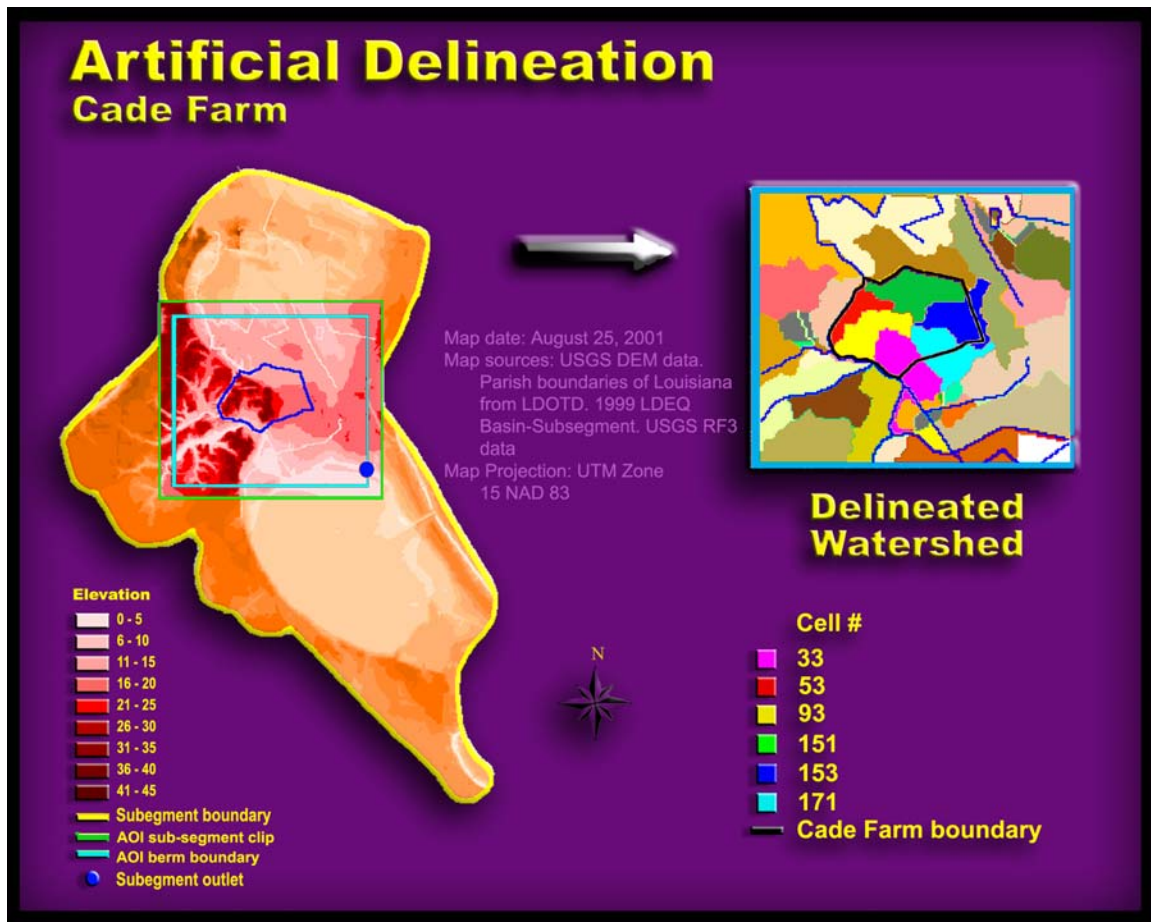 Artificial Delineation
Cade Farm
Map date: August 25, 2001
Map sources: USGS DEM data.
Parish boundaries of Louisiana
from LDOTD. 1999 LDEQ
Basin-Subsegment. USGS RF3
data
Map Projection: UTM Zone
15 NAD 83
Delineated
Watershed
Elevation
0 - 5
6 - 10
11 - 15
16 - 20
21 - 25
26 - 30
31 - 35
36 - 40
41 - 45
Subegment boundary
AOI sub-segment clip
AOI berm boundary
Subegment outlet
N
Cell #
33
53
93
151
153
171
Cade Farm boundary